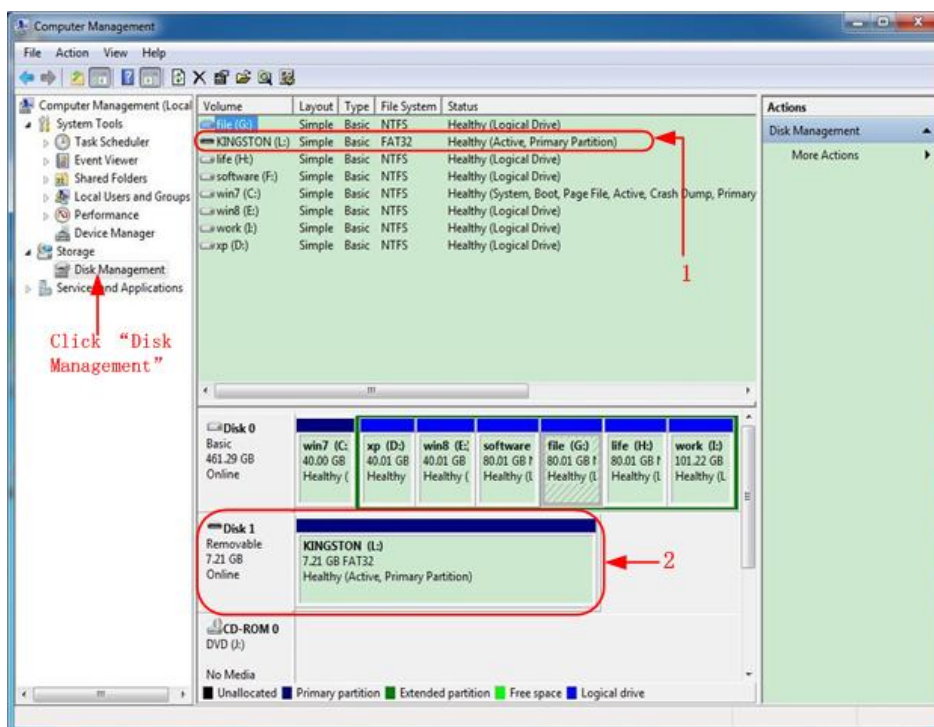 Computer Management
File Action View Help
Computer Management (Local
System Tools
Task Scheduler
Event Viewer
Shared Folders
Local Users and Groups
Performance
Device Manager
Storage
Disk Management
Services and Applications
Click “Disk
Management”
Volume Layout Type File System Status
file (G:) Simple Basic NTFS Healthy (Logical Drive)
KINGSTON (L:) Simple Basic FAT32 Healthy (Active, Primary Partition)
life (H:) Simple Basic NTFS Healthy (Logical Drive)
software (F:) Simple Basic NTFS Healthy (Logical Drive)
win7 (C:) Simple Basic NTFS Healthy (System, Boot, Page File, Active, Crash Dump, Primary
win8 (E:) Simple Basic NTFS Healthy (Logical Drive)
work (I:) Simple Basic NTFS Healthy (Logical Drive)
xp (D:) Simple Basic NTFS Healthy (Logical Drive)
1
Actions
Disk Management
More Actions
Disk 0
Basic
461.29 GB
Online
win7 (C:
40.00 GB
Healthy (
xp (D:)
40.01 GB
Healthy
win8 (E:
40.01 GB
Healthy (
software
80.01 GB N
Healthy (L
file (G:)
80.01 GB N
Healthy (L
life (H:)
80.01 GB N
Healthy (L
work (I:)
101.22 GB
Healthy (L
Disk 1
Removable
7.21 GB
Online
KINGSTON (L:)
7.21 GB FAT32
Healthy (Active, Primary Partition)
2
CD-ROM 0
DVD (J:)
No Media
Unallocated Primary partition Extended partition Free space Logical drive